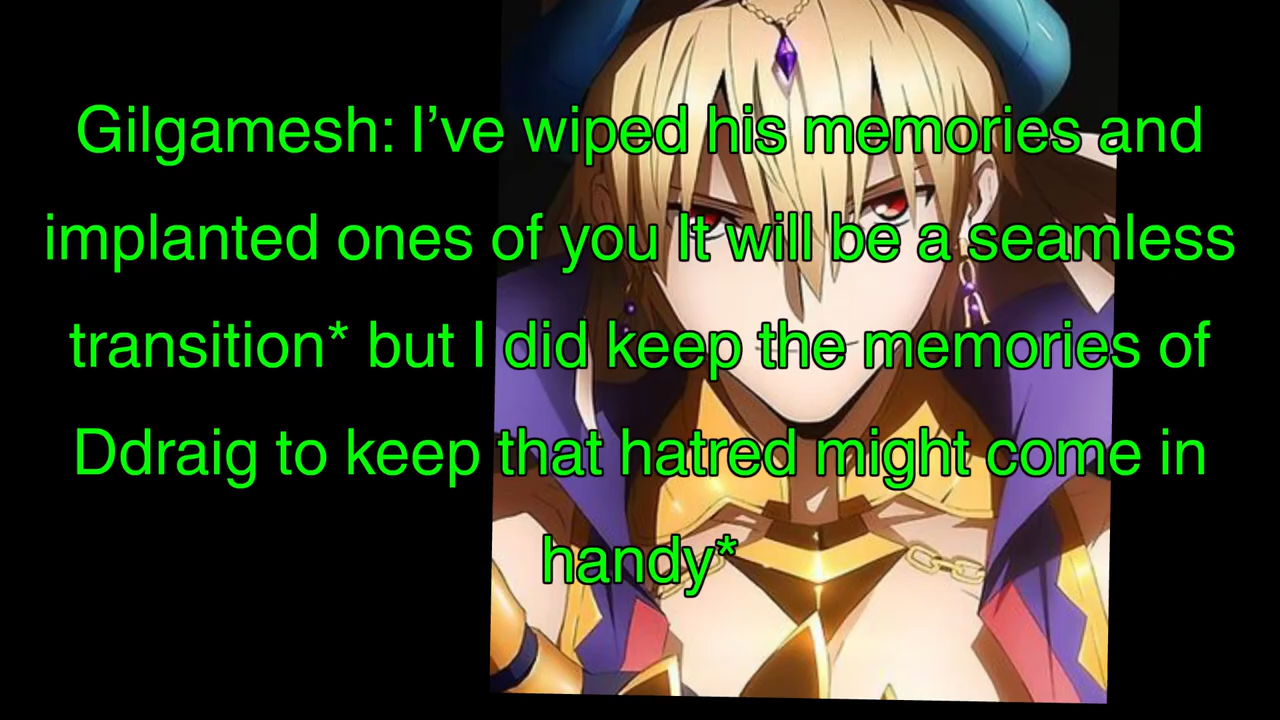 Gilgamesh: I’ve wiped his memories and
implanted ones of you It will be a seamless
transition* but I did keep the memories of
Ddraig to keep that hatred might come in
handy*